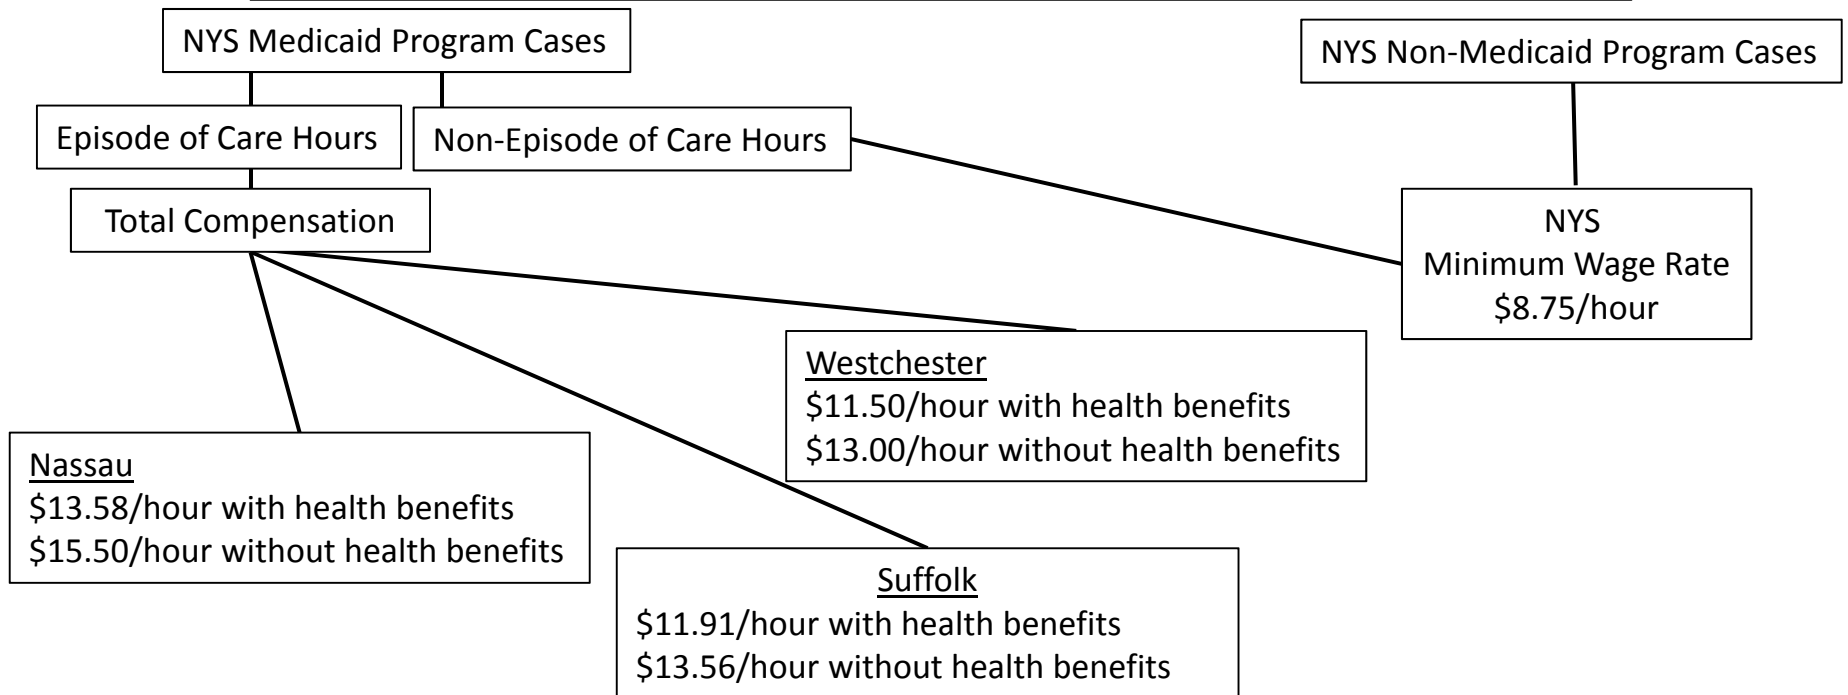 NYS Medicaid Program Cases
NYS Non-Medicaid Program Cases
Episode of Care Hours
Non-Episode of Care Hours
Total Compensation
NYS
Minimum Wage Rate
$8.75/hour
Westchester
$11.50/hour with health benefits
$13.00/hour without health benefits
Nassau
$13.58/hour with health benefits
$15.50/hour without health benefits
Suffolk
$11.91/hour with health benefits
$13.56/hour without health benefits